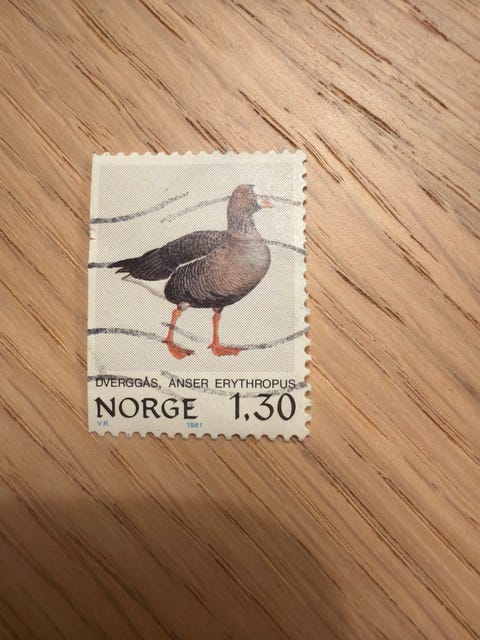 DVERGGÅS, ANSER ERYTHROPUS
NORGE 1,30
V.R. 1981